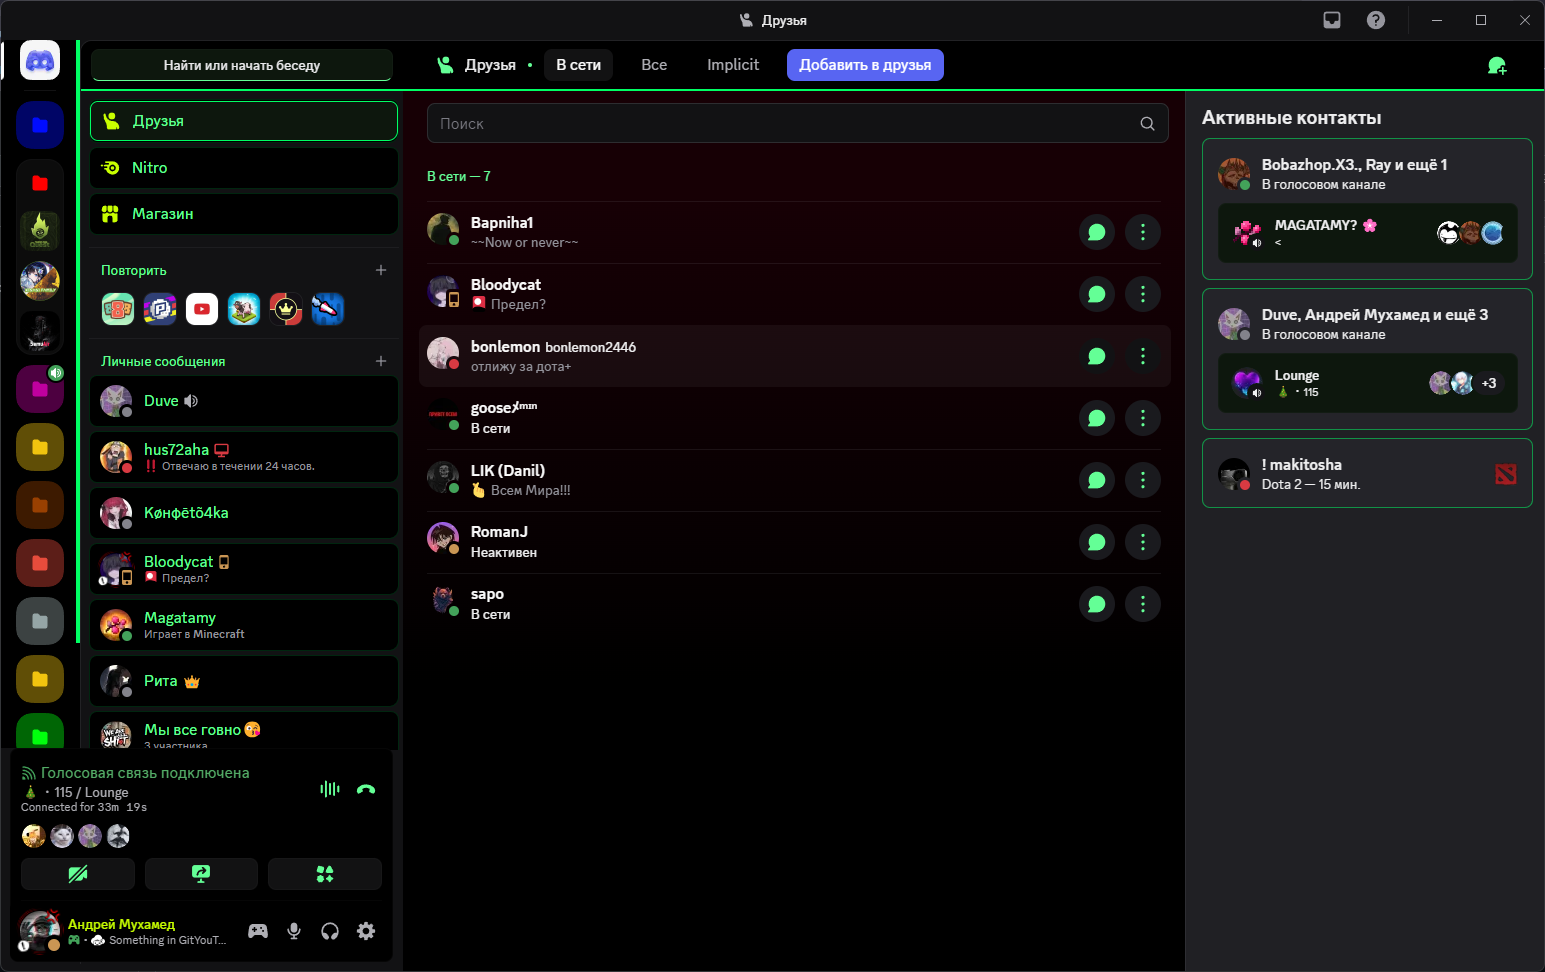 Друзья
Найти или начать беседу
Друзья
В сети
Все
Implicit
Добавить в друзья
Друзья
Nitro
Магазин
Повторить
Личные сообщения
Duve
hus72aha
‼️ Отвечаю в течении 24 часов.
Кønфētõ4ka
Bloodycat
Предел?
Magatamy
Играет в Minecraft
Рита 👑
Мы все говно 😘
3 участника
Голосовая связь подключена
🎄 • 115 / Lounge
Connected for 33m 19s
Андрей Мухамед
🎮 • Something in GitYouT...
Поиск
В сети — 7
Bapniha1
~~Now or never~~
Bloodycat
Предел?
bonlemon bonlemon2446
отлижу за дота+
В сети
LIK (Danil)
🫰 Всем Мира!!!
RomanJ
Неактивен
sapo
В сети
Активные контакты
Bobazhop.X3., Ray и ещё 1
В голосовом канале
MAGATAMY? 🌸
<
Duve, Андрей Мухамед и ещё 3
В голосовом канале
Lounge
🎄 • 115
+3
! makitosha
Dota 2 — 15 мин.